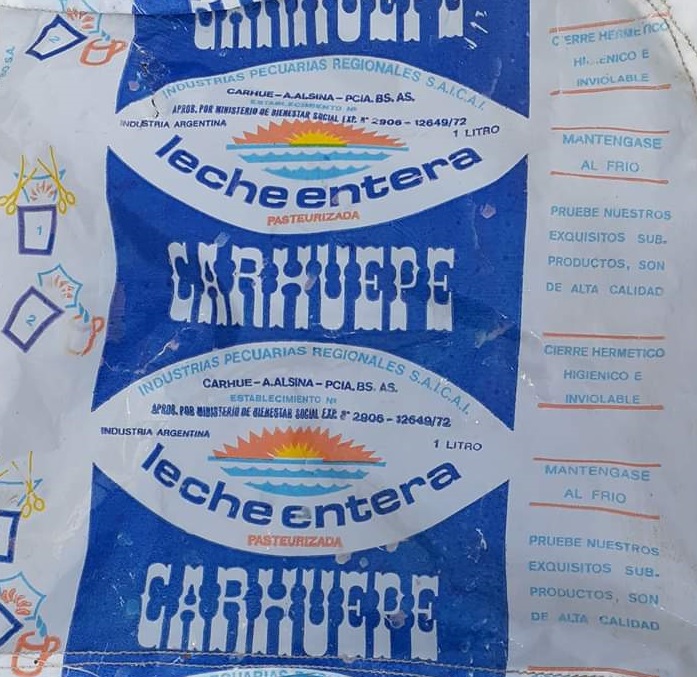 CARHUEPE
INDUSTRIAS PECUARIAS REGIONALES S.A.I.C.A.I.
CARHUE-A.ALSINA-PCIA.BS.AS.
ESTABLECIMIENTO Nº
APROB. POR MINISTERIO DE BIENESTAR SOCIAL EXP. Nº 2906-12649/72
INDUSTRIA ARGENTINA
1 LITRO
leche entera
PASTEURIZADA
CARHUEPE
INDUSTRIAS PECUARIAS REGIONALES S.A.I.C.A.I.
CARHUE-A.ALSINA-PCIA.BS.AS.
ESTABLECIMIENTO Nº
APROB. POR MINISTERIO DE BIENESTAR SOCIAL EXP. Nº 2906-12649/72
INDUSTRIA ARGENTINA
1 LITRO
leche entera
PASTEURIZADA
CARHUEPE
CIERRE HERMETICO
HIGIENICO E
INVIOLABLE
MANTENGASE
AL FRIO
PRUEBE NUESTROS
EXQUISITOS SUB-
PRODUCTOS, SON
DE ALTA CALIDAD
CIERRE HERMETICO
HIGIENICO E
INVIOLABLE
MANTENGASE
AL FRIO
PRUEBE NUESTROS
EXQUISITOS SUB-
PRODUCTOS, SON
DE ALTA CALIDAD
2
1
2